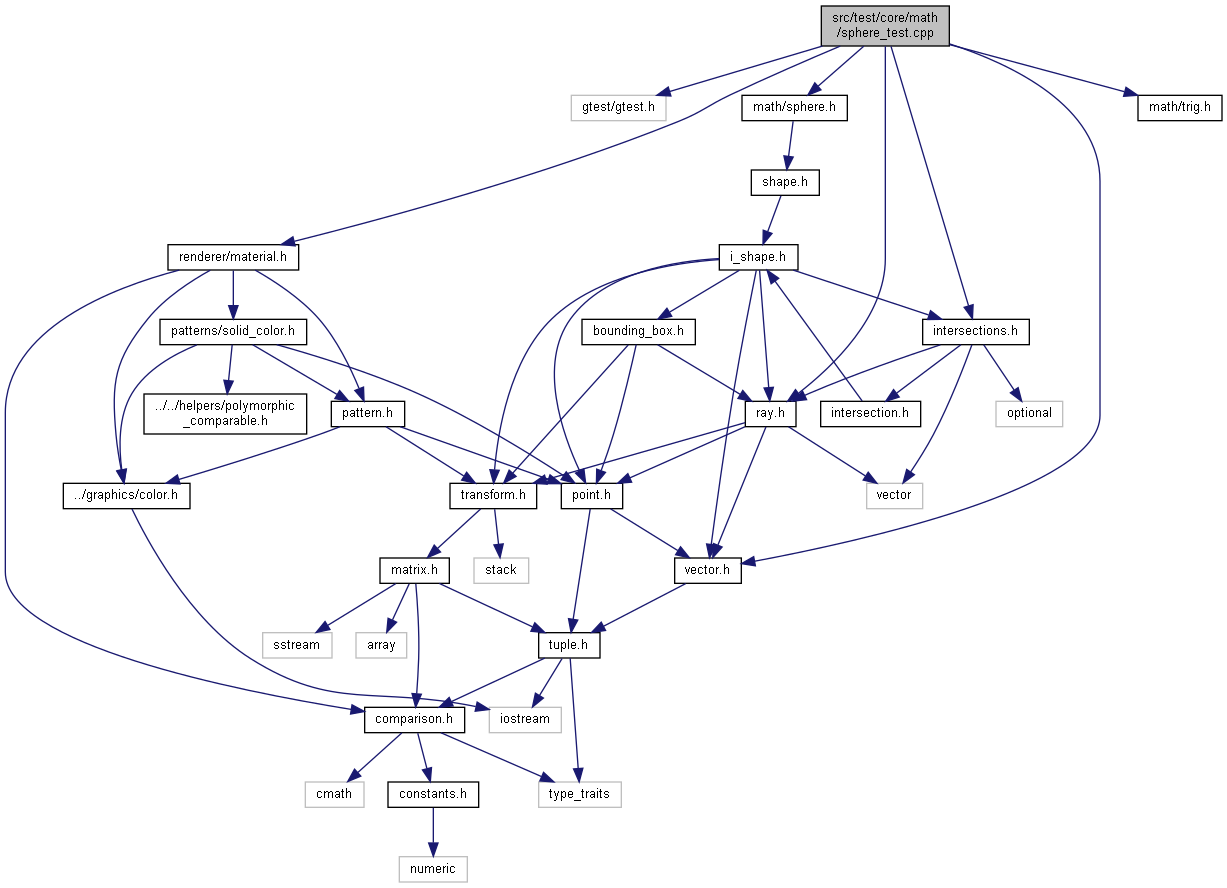 src/test/core/math
/sphere_test.cpp
gtest/gtest.h
math/sphere.h
math/trig.h
shape.h
renderer/material.h
i_shape.h
patterns/solid_color.h
bounding_box.h
intersections.h
../../helpers/polymorphic
_comparable.h
pattern.h
ray.h
intersection.h
optional
../graphics/color.h
transform.h
point.h
vector
matrix.h
stack
vector.h
sstream
array
tuple.h
comparison.h
iostream
cmath
constants.h
type_traits
numeric